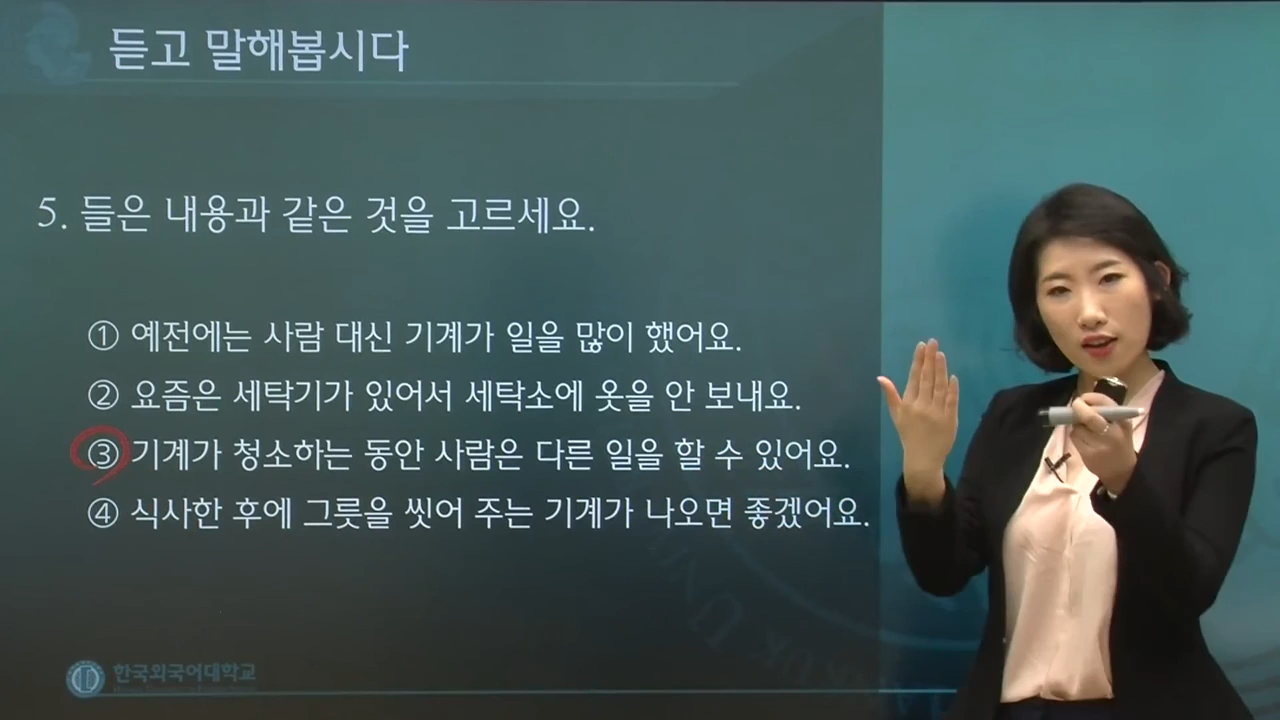 듣고 말해봅시다
5. 들은 내용과 같은 것을 고르세요.
① 예전에는 사람 대신 기계가 일을 많이 했어요.
② 요즘은 세탁기가 있어서 세탁소에 옷을 안 보내요.
③ 기계가 청소하는 동안 사람은 다른 일을 할 수 있어요.
④ 식사한 후에 그릇을 씻어 주는 기계가 나오면 좋겠어요.
한국외국어대학교